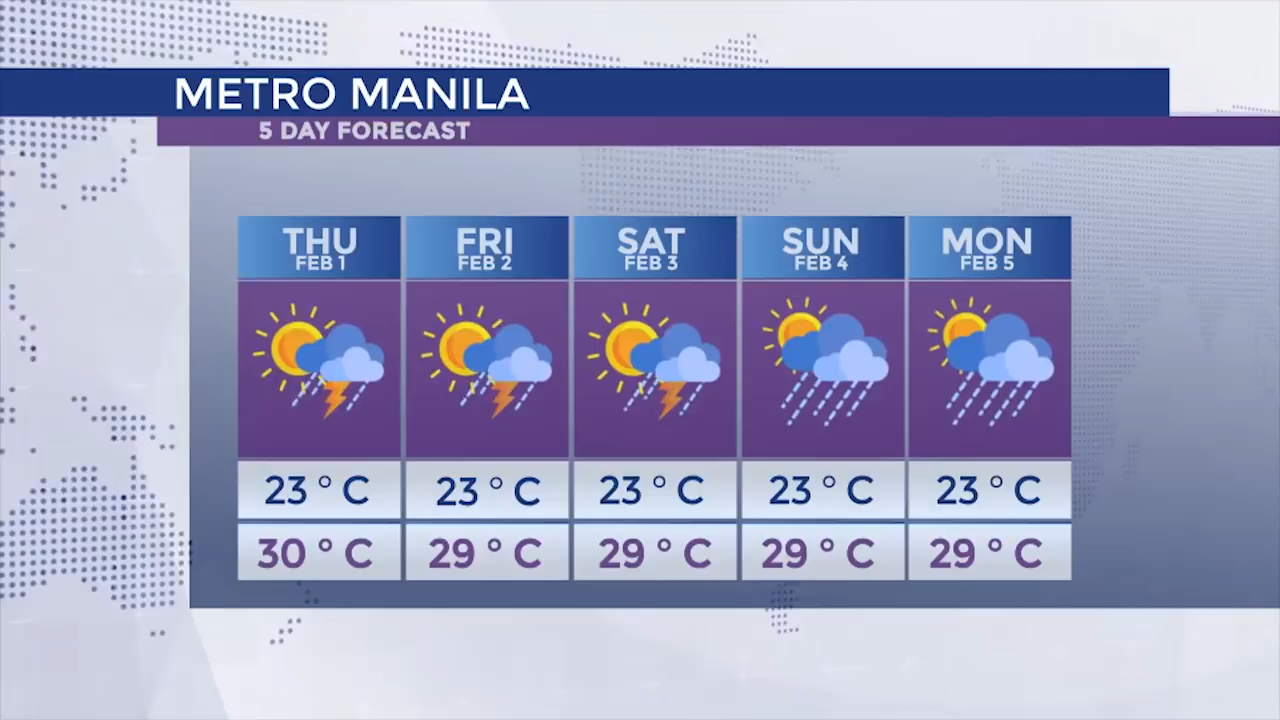 METRO MANILA
5 DAY FORECAST
THU FRI SAT SUN MON
FEB 1 FEB 2 FEB 3 FEB 4 FEB 5
23 ° C 23 ° C 23 ° C 23 ° C 23 ° C
30 ° C 29 ° C 29 ° C 29 ° C 29 ° C